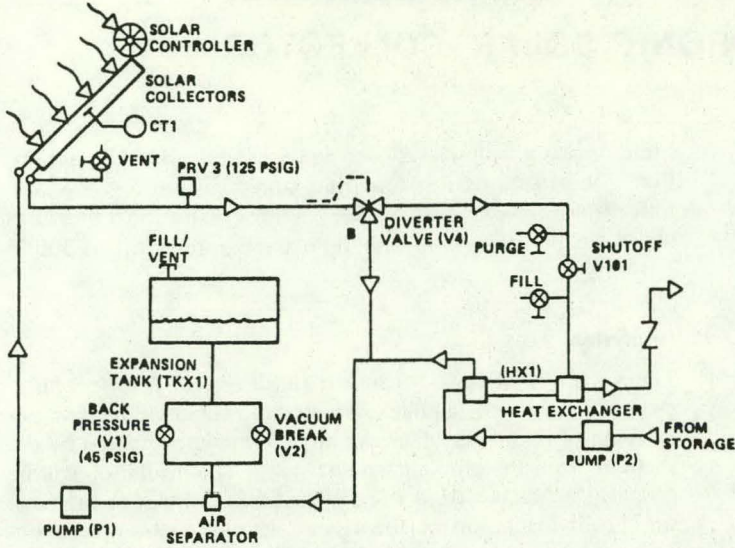 SOLAR
CONTROLLER
SOLAR
COLLECTORS
CT1
VENT
PRV 3 (125 PSIG)
B
DIVERTER
VALVE (V4)
FILL/
VENT
PURGE
SHUTOFF
V101
FILL
EXPANSION
TANK (TKX1)
(HX1)
HEAT EXCHANGER
BACK
PRESSURE
(V1)
(45 PSIG)
VACUUM
BREAK
(V2)
FROM
STORAGE
PUMP (P2)
PUMP (P1)
AIR
SEPARATOR